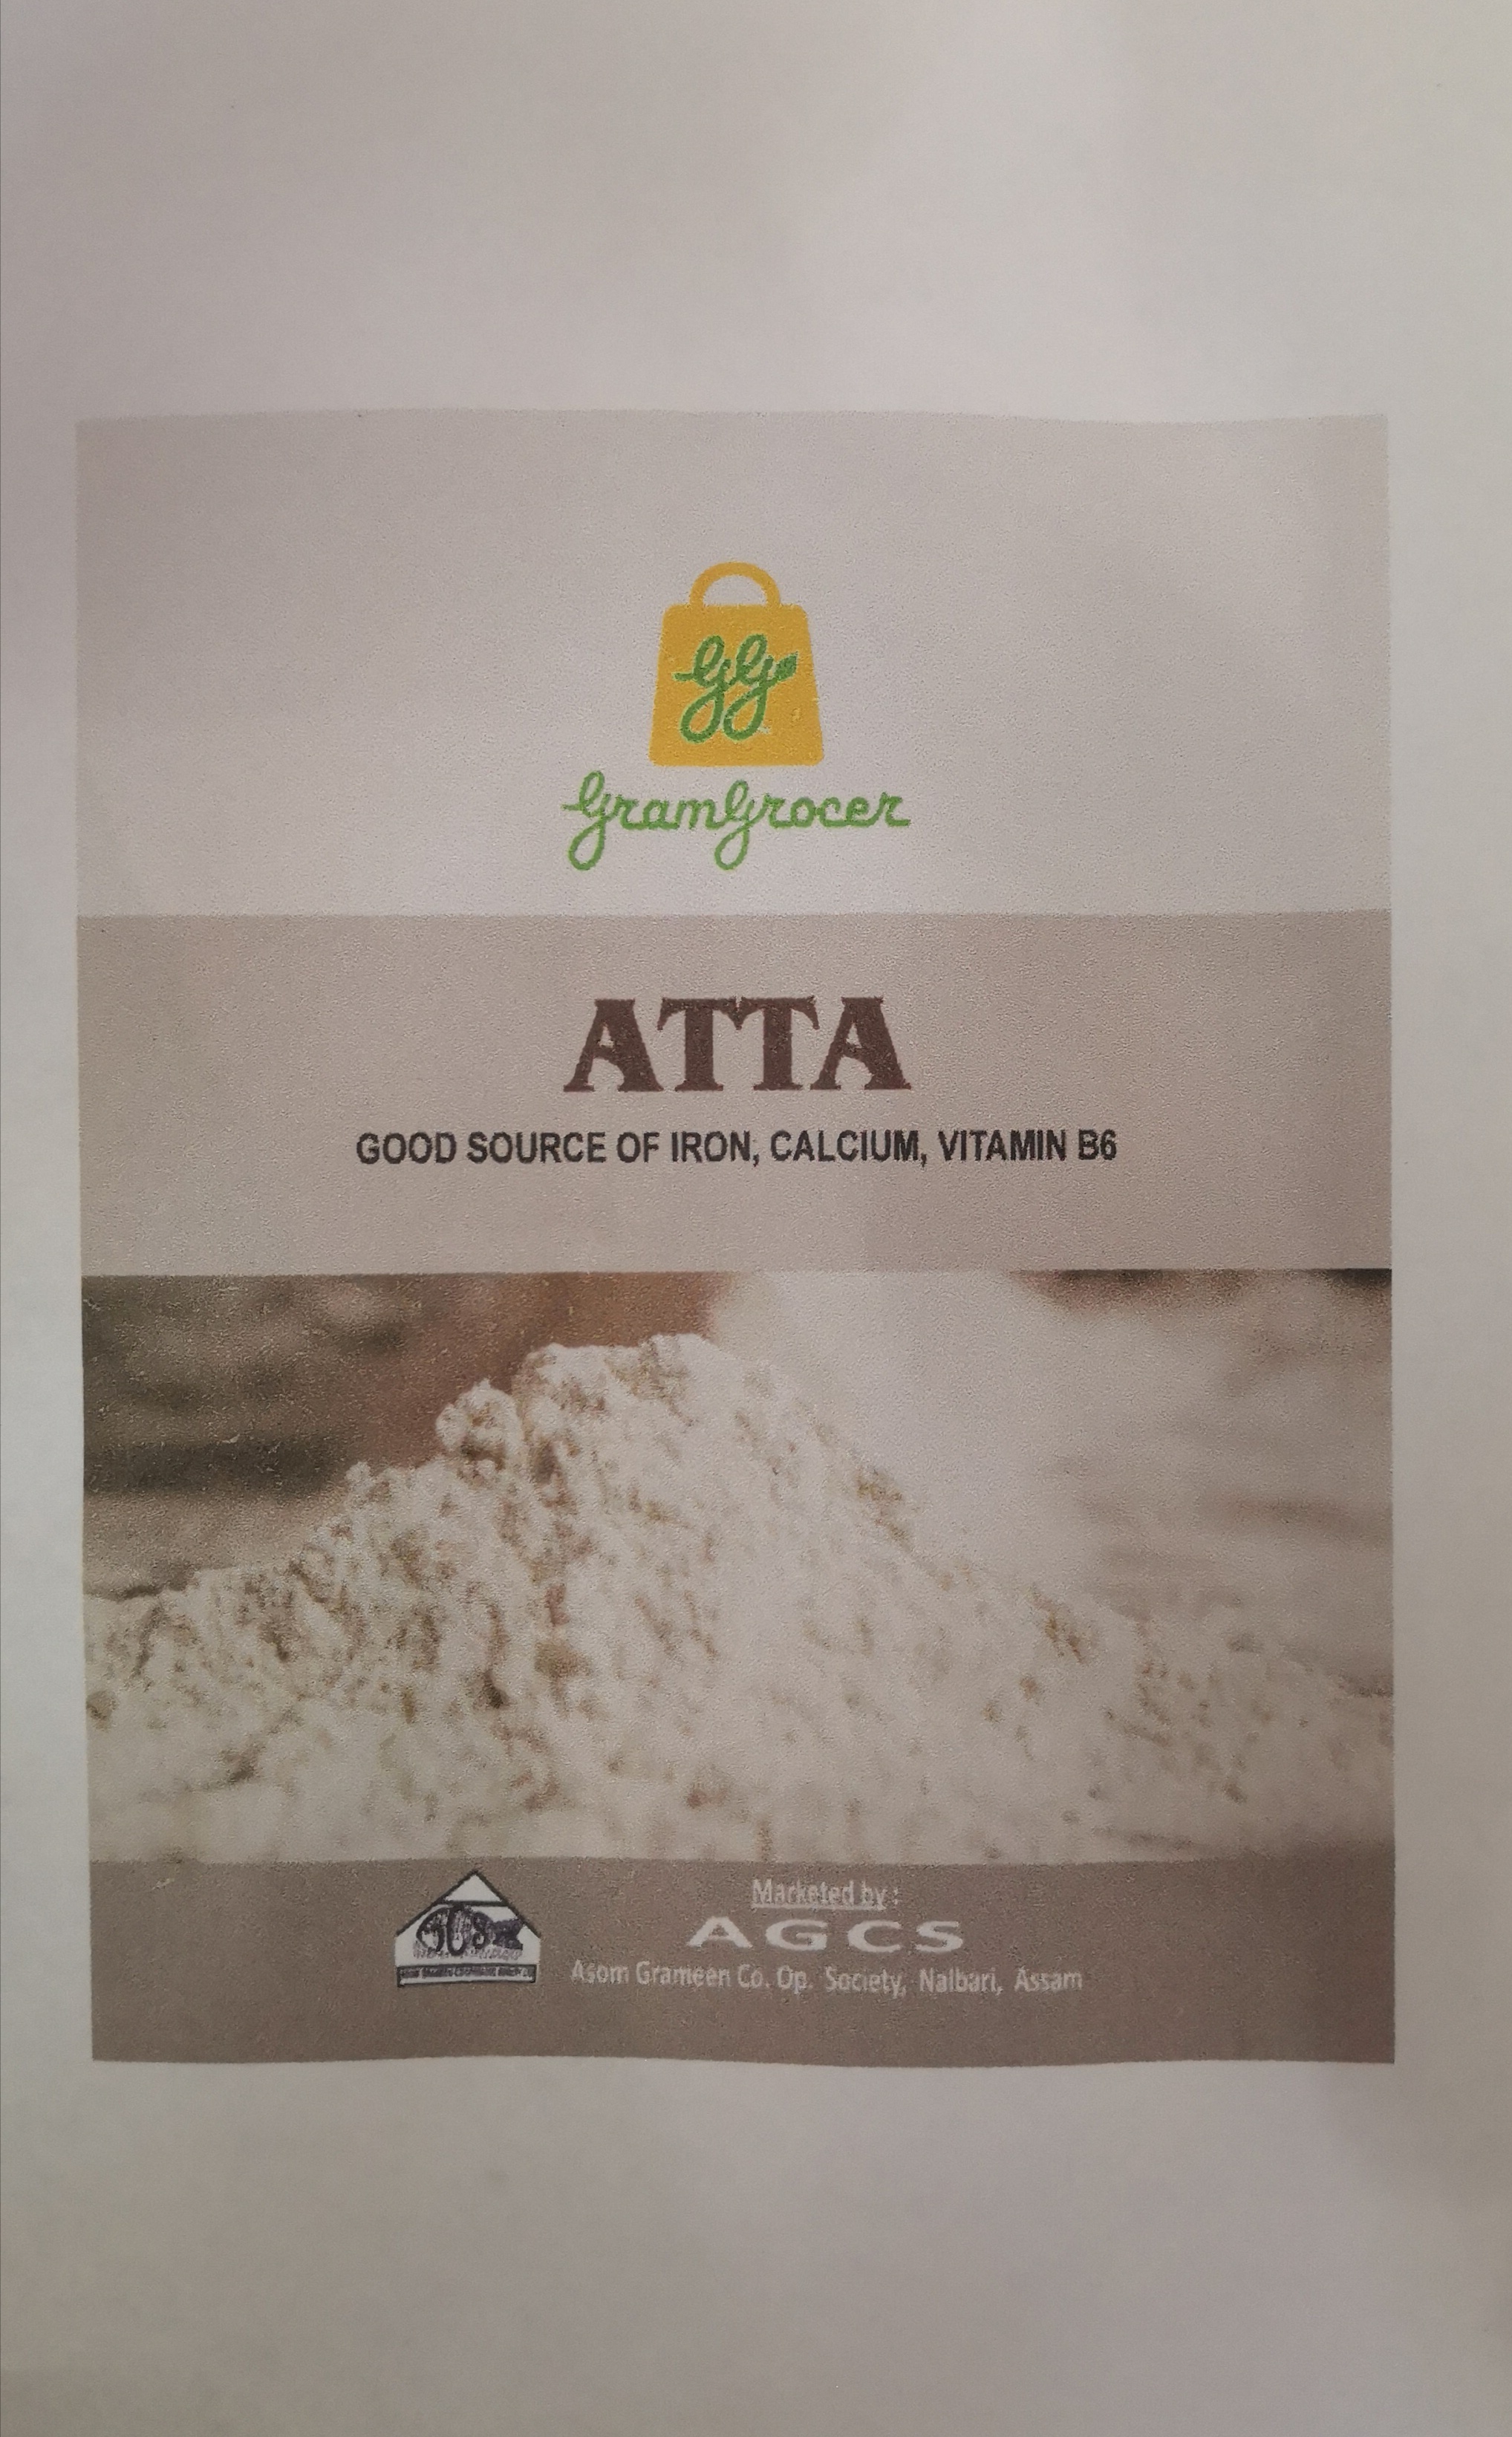 GG
GramGrocer
ATTA
GOOD SOURCE OF IRON, CALCIUM, VITAMIN B6
Marketed by :
AGCS
Asom Grameen Co. Op. Society, Nalbari, Assam